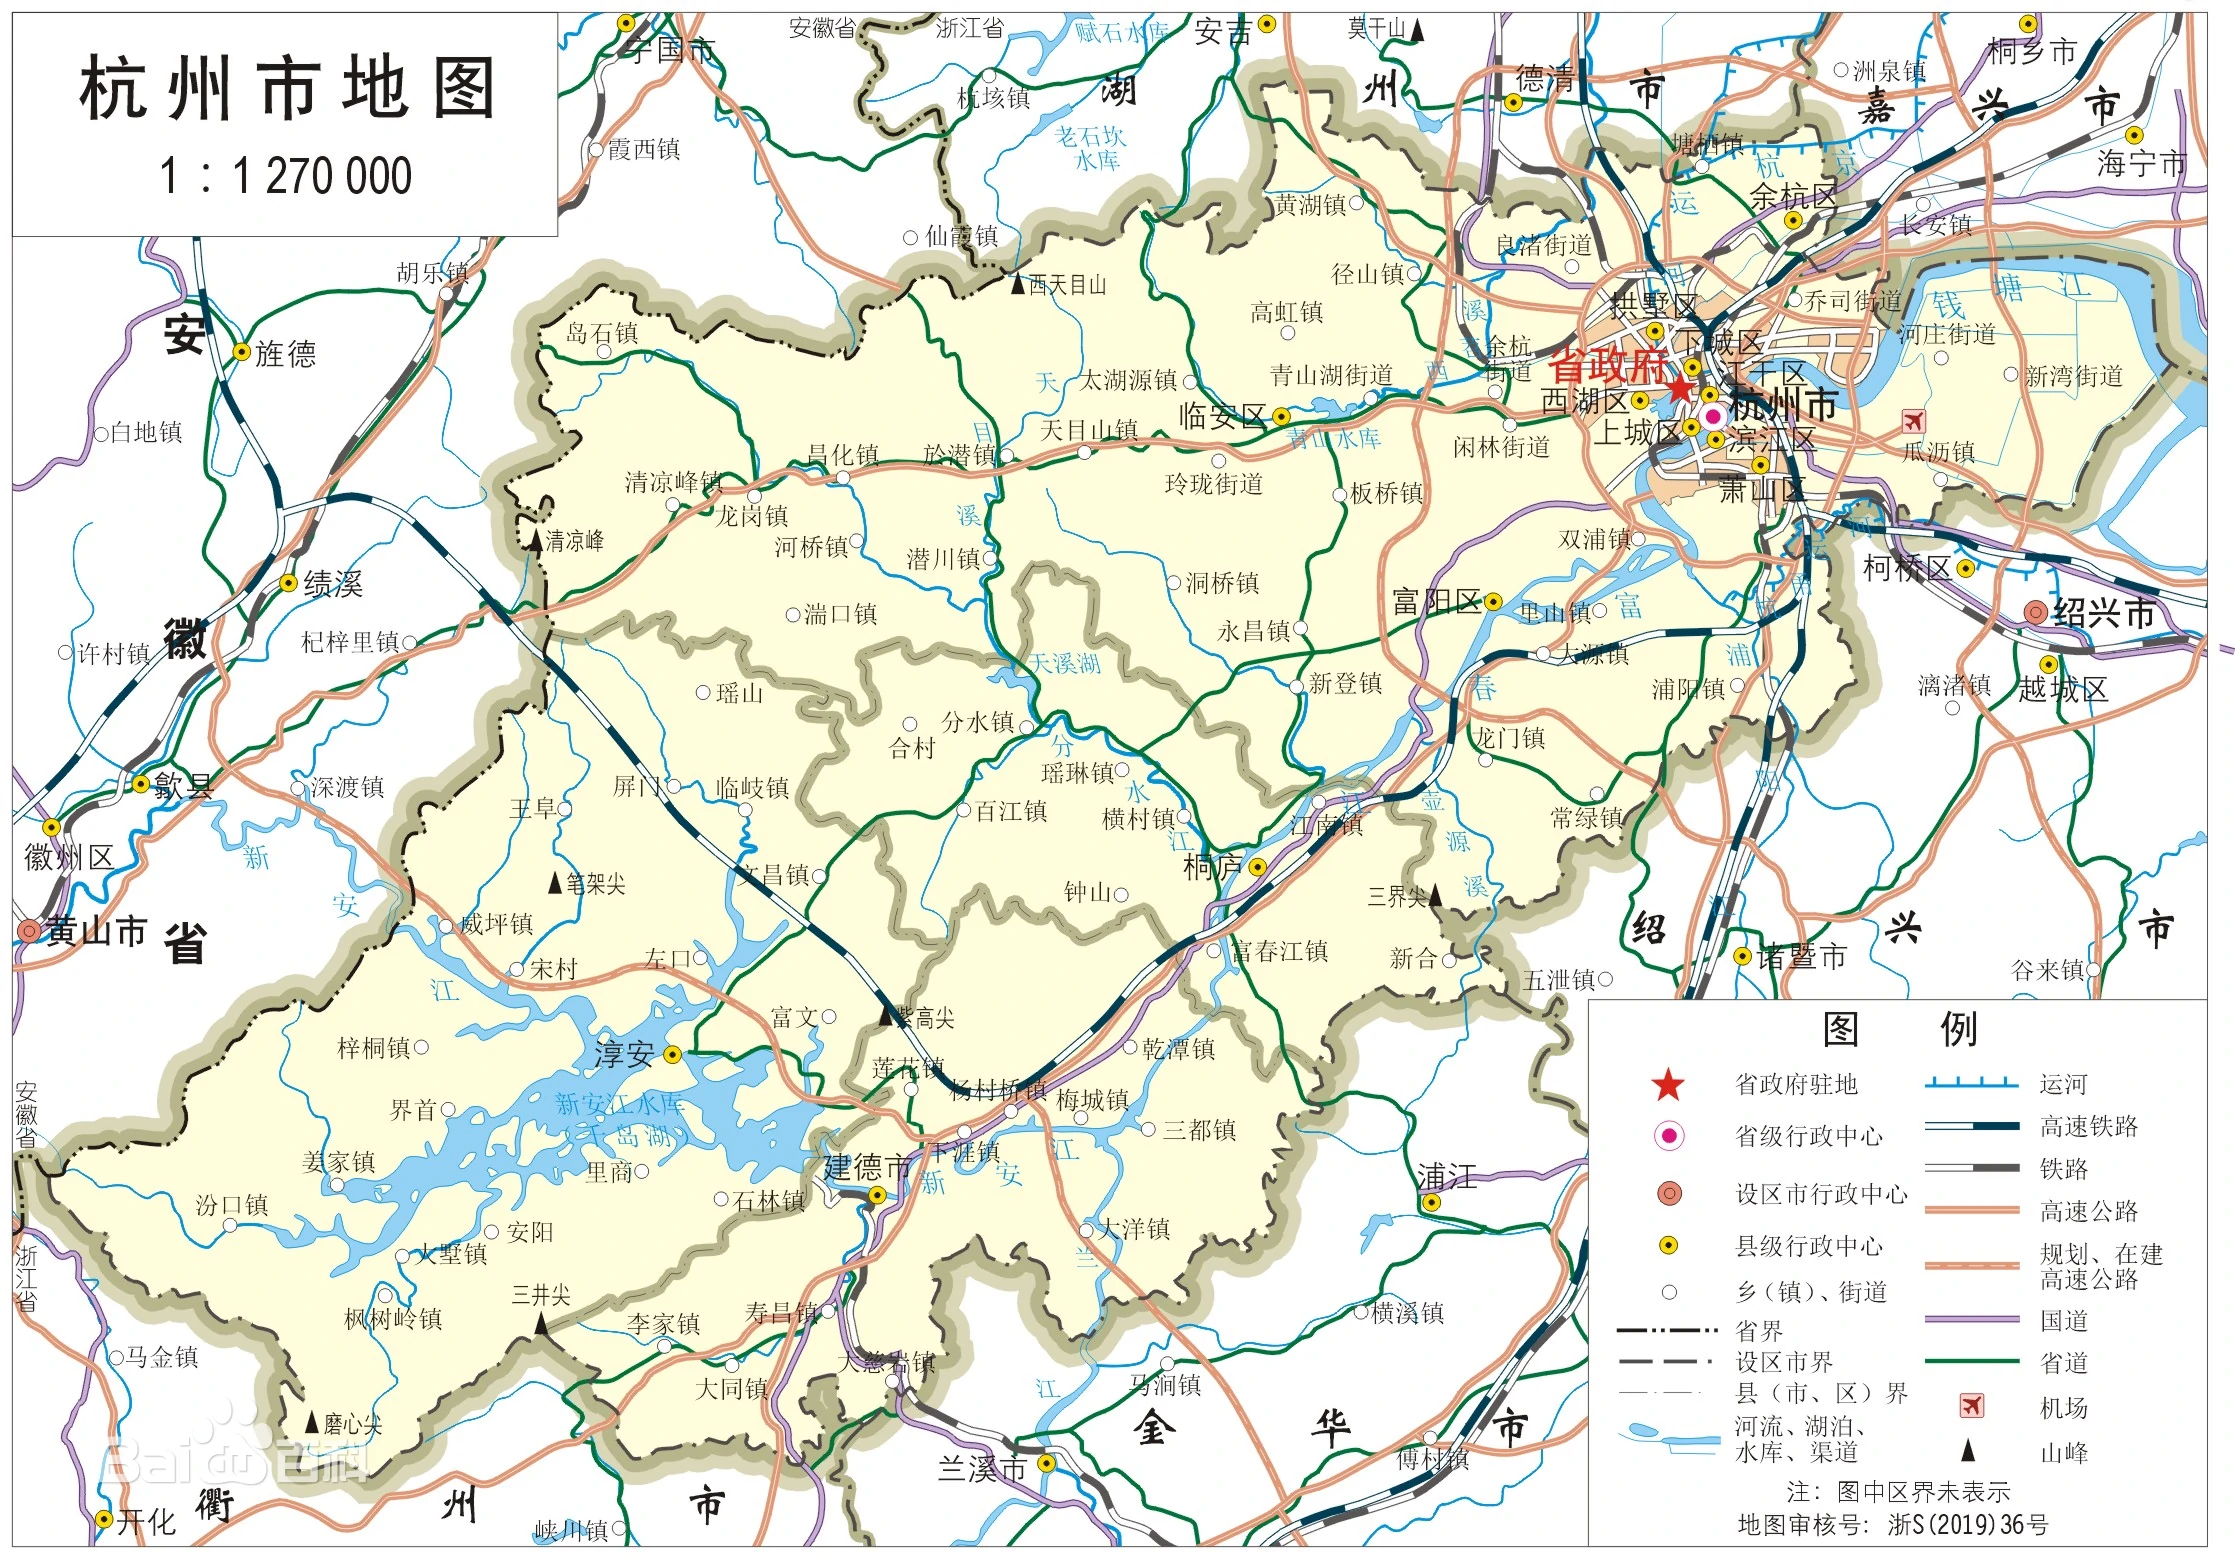 杭州市地图
1：1 270 000
安徽省
浙江省
赋石水库
安吉
莫干山
宁国市
杭垓镇
湖
州
市
德清
洲泉镇
桐乡市
嘉
兴
市
霞西镇
老石坎
水库
塘栖镇
杭
京
海宁市
运
余杭区
黄湖镇
长安镇
仙霞镇
良渚街道
胡乐镇
西天目山
径山镇
河
钱
塘
江
安
旌德
岛石镇
高虹镇
溪
拱墅区
乔司街道
河庄街道
下城区
余杭
街道
省政府
江干区
天
太湖源镇
青山湖街道
西
苕
新湾街道
西湖区
杭州市
临安区
白地镇
目
天目山镇
青山水库
闲林街道
上城区
滨江区
瓜沥镇
昌化镇
於潜镇
清凉峰镇
龙岗镇
玲珑街道
板桥镇
萧山区
溪
清凉峰
河桥镇
潜川镇
双浦镇
河
运
柯桥区
绩溪
洞桥镇
富阳区
里山镇
富
甬
杭
绍兴市
徽
湍口镇
永昌镇
许村镇
杞梓里镇
天溪湖
大源镇
浦
瑶山
新登镇
春
浦阳镇
漓渚镇
越城区
合村
分水镇
分
龙门镇
歙县
深渡镇
屏门
临岐镇
瑶琳镇
水
阳
王阜
百江镇
横村镇
江
江
江南镇
壶
常绿镇
徽州区
新
源
桐庐
笔架尖
文昌镇
钟山
三界尖
溪
安
江
黄山市
省
威坪镇
绍
兴
市
左口
富春江镇
新合
诸暨市
宋村
五泄镇
谷来镇
江
富文
紫高尖
梓桐镇
淳安
乾潭镇
莲花镇
安徽省
界首
新安江水库
（千岛湖）
杨村桥镇
梅城镇
三都镇
姜家镇
里商
建德市
下涯镇
江
新
安
浦江
汾口镇
石林镇
安阳
大洋镇
浙江省
大墅镇
兰
三井尖
枫树岭镇
李家镇
寿昌镇
横溪镇
马金镇
大慈岩镇
大同镇
江
马涧镇
磨心尖
金
华
市
Bai百科
傅村镇
兰溪市
衢
州
市
开化
峡川镇
图 例
省政府驻地
省级行政中心
设区市行政中心
县级行政中心
乡（镇）、街道
省界
设区市界
县（市、区）界
河流、湖泊、
水库、渠道
运河
高速铁路
铁路
高速公路
规划、在建
高速公路
国道
省道
机场
山峰
注：图中区界未表示
地图审核号：浙S(2019)36号